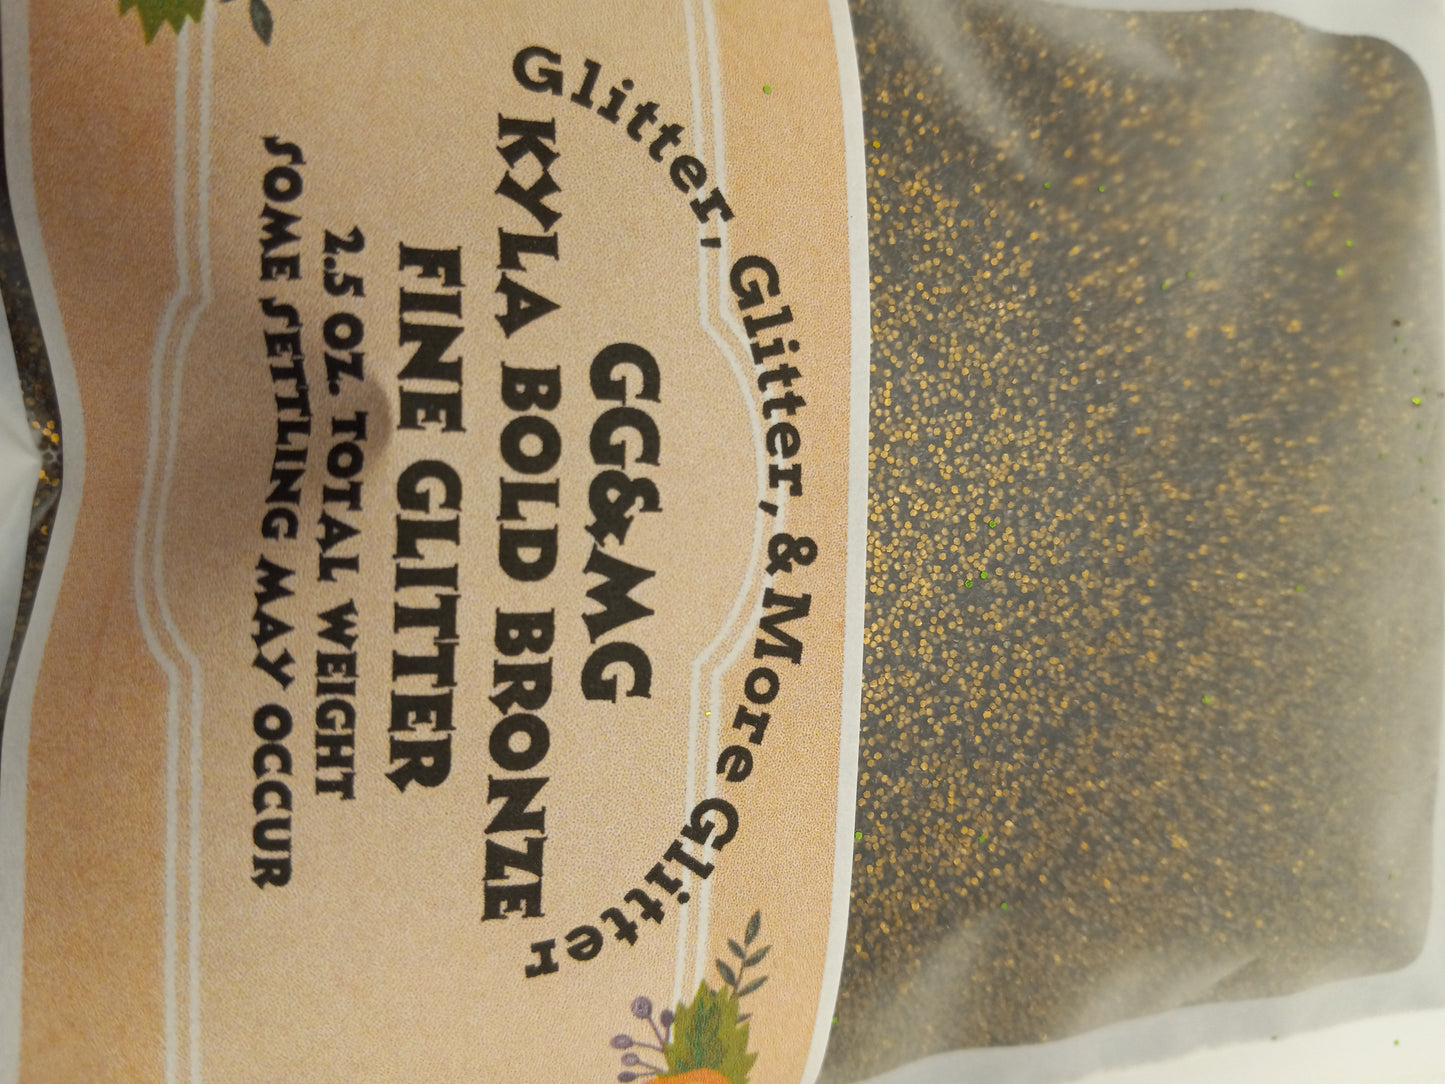 Glitter, Glitter, & More Glitter
GG&MG
KYLA BOLD BRONZE
FINE GLITTER
2.5 OZ. TOTAL WEIGHT
SOME SETTLING MAY OCCUR